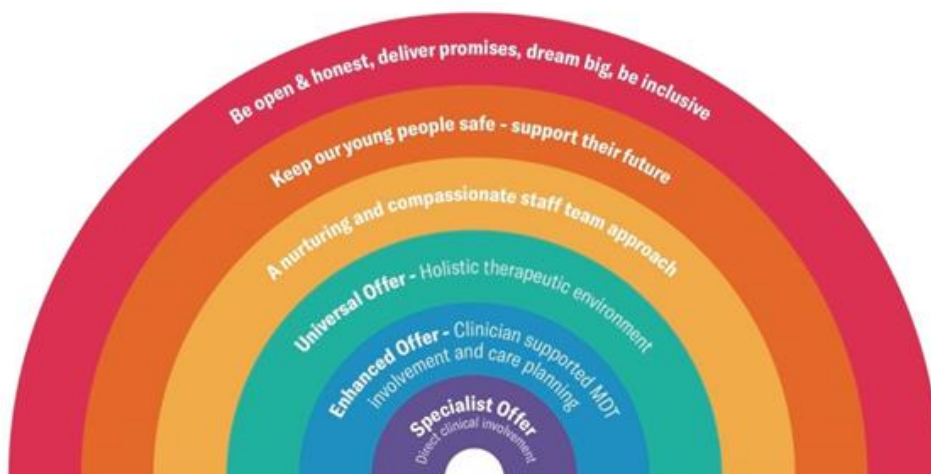 Be open & honest, deliver promises, dream big, be inclusive
Keep our young people safe - support their future
A nurturing and compassionate staff team approach
Universal Offer - Holistic therapeutic environment
Enhanced Offer - Clinician supported MDT
involvement and care planning
Specialist Offer
Direct clinical involvement